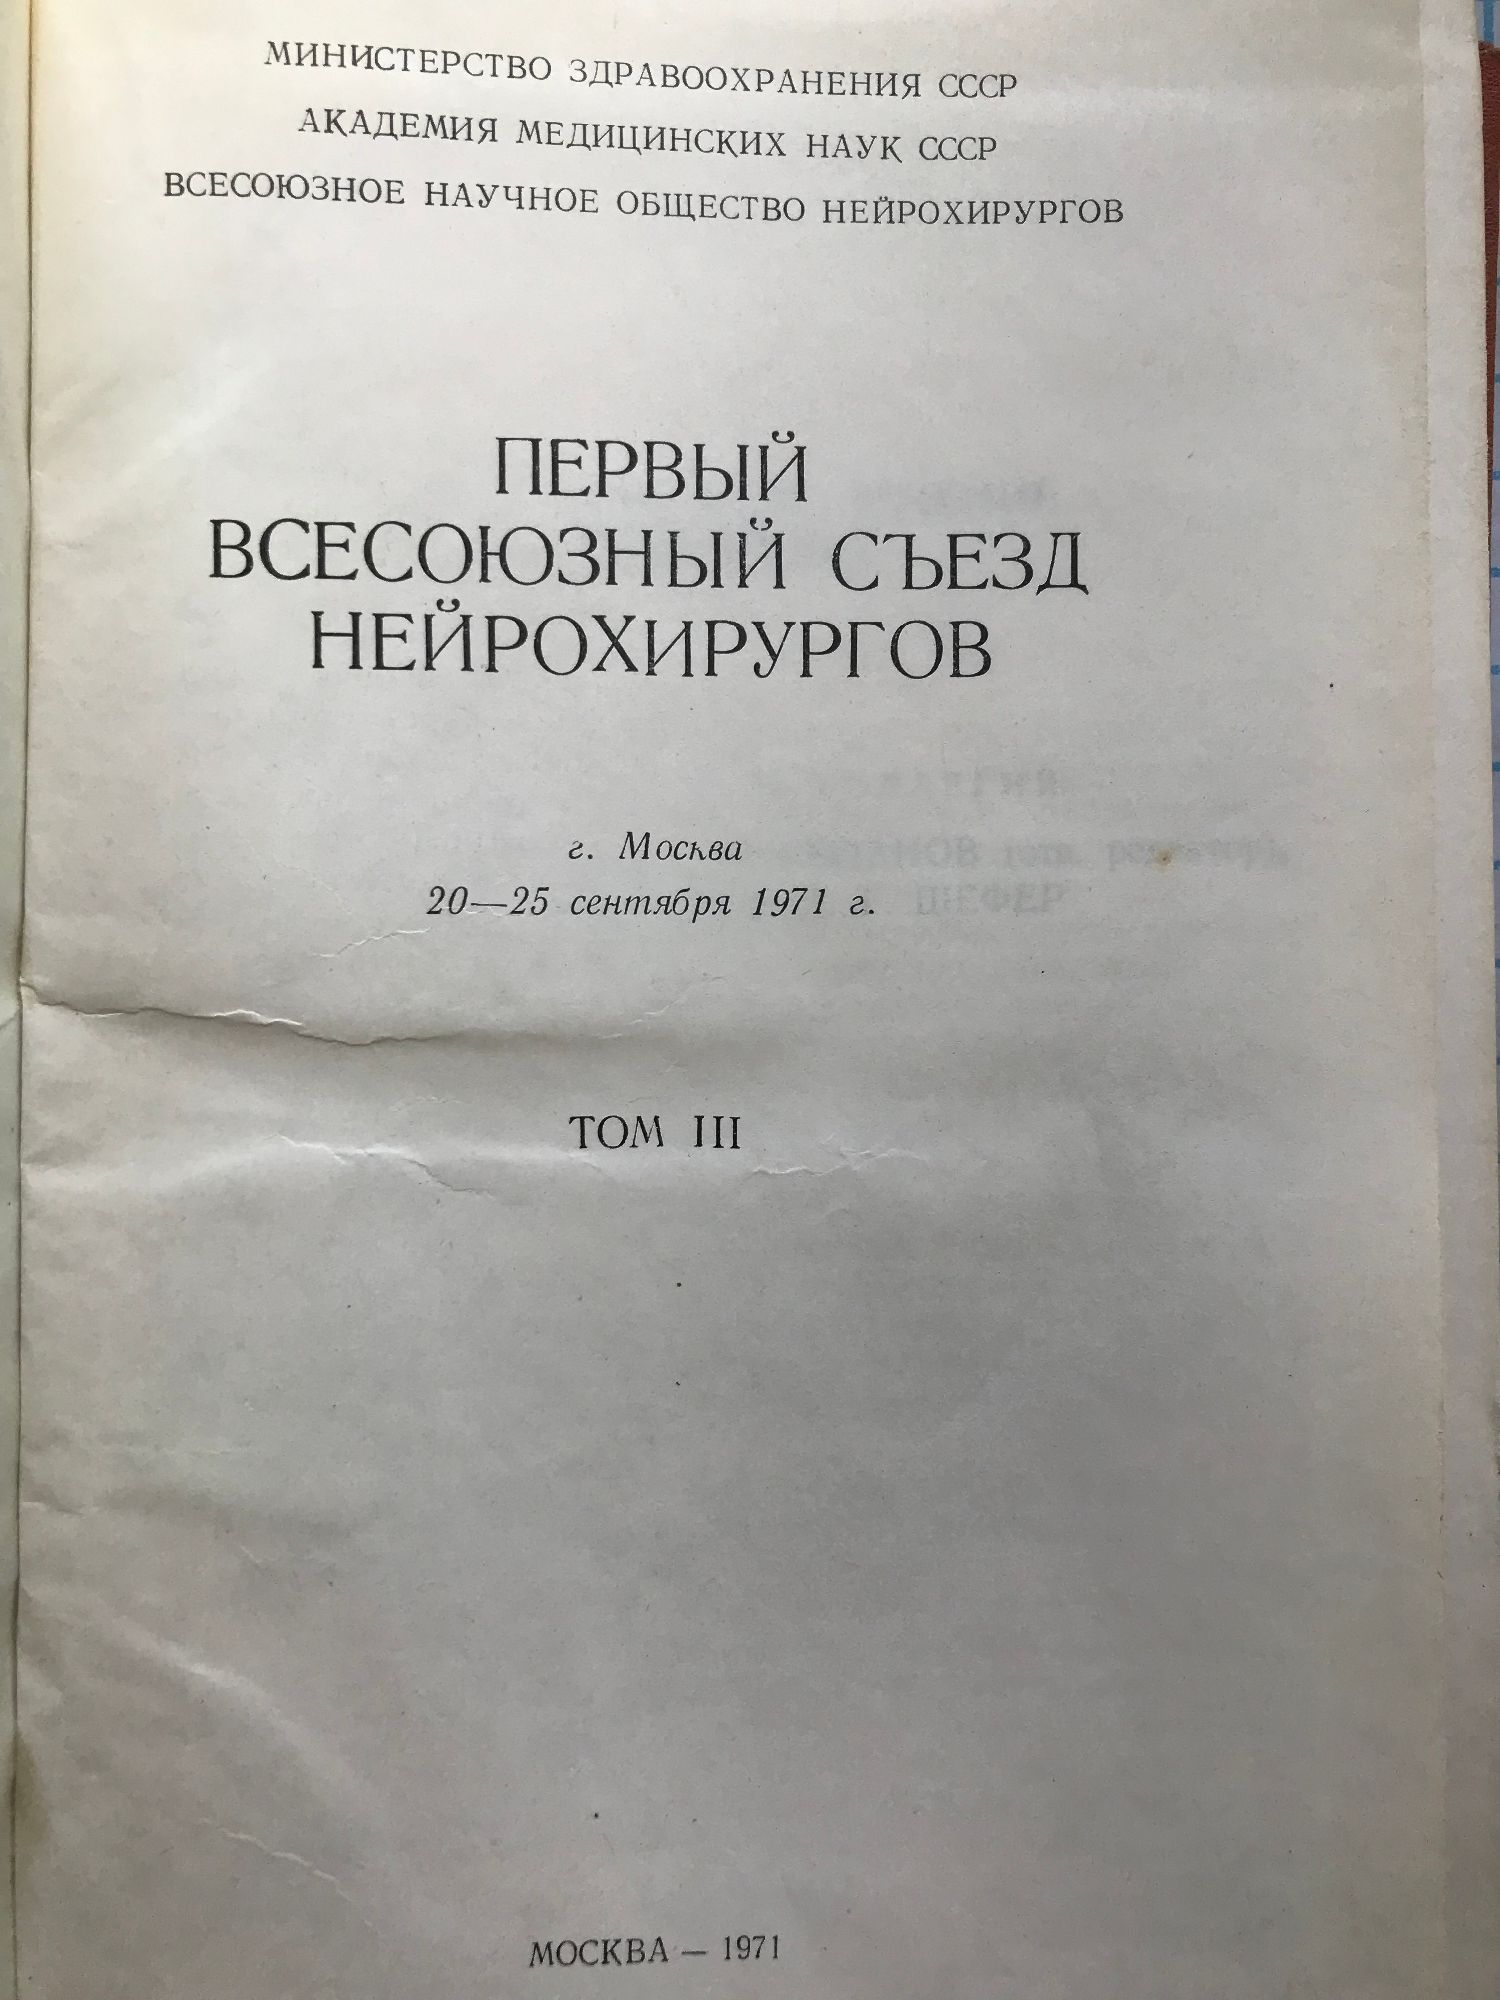 МИНИСТЕРСТВО ЗДРАВООХРАНЕНИЯ СССР
АКАДЕМИЯ МЕДИЦИНСКИХ НАУК СССР
ВСЕСОЮЗНОЕ НАУЧНОЕ ОБЩЕСТВО НЕЙРОХИРУРГОВ
ПЕРВЫЙ
ВСЕСОЮЗНЫЙ СЪЕЗД
НЕЙРОХИРУРГОВ
г. Москва
20—25 сентября 1971 г.
ТОМ III
МОСКВА — 1971